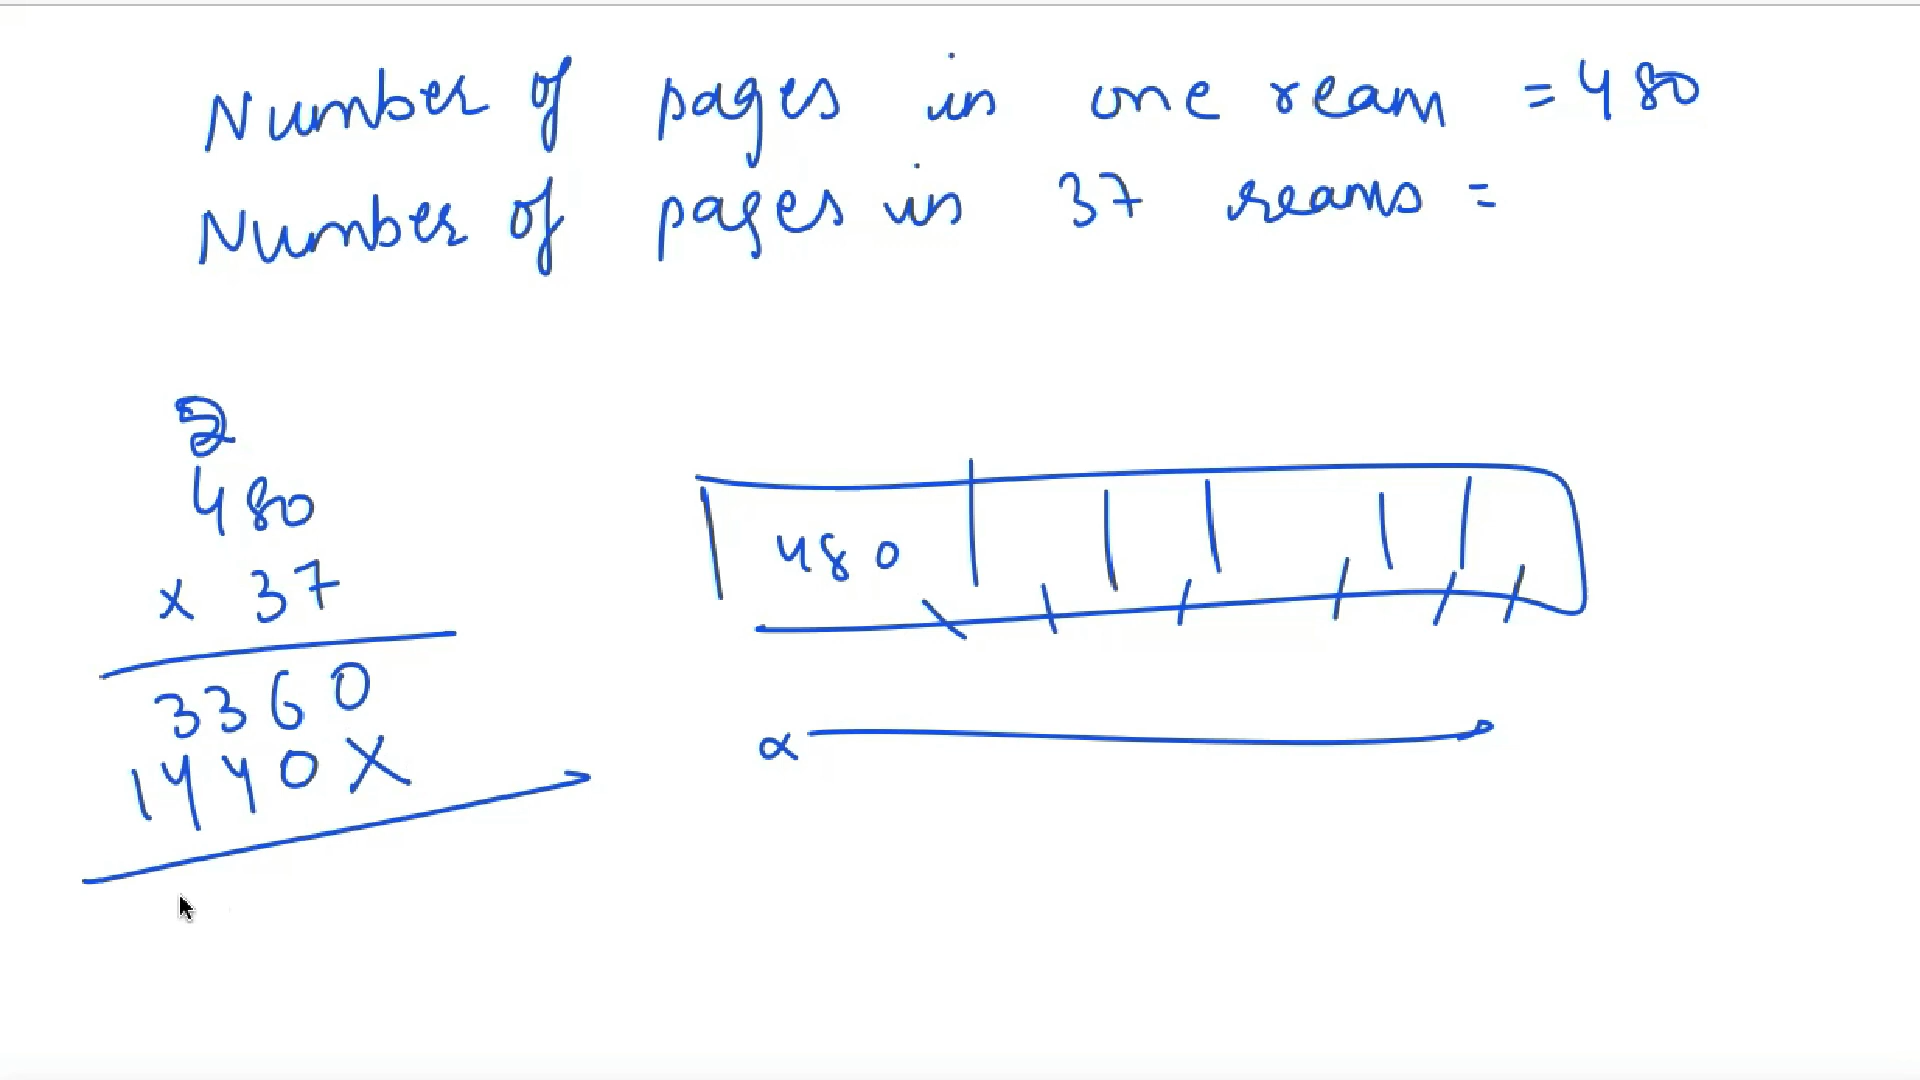 Number of pages in one ream = 480
Number of pages in 37 reams =
2
480
x 37
3360
1440X
480
∝